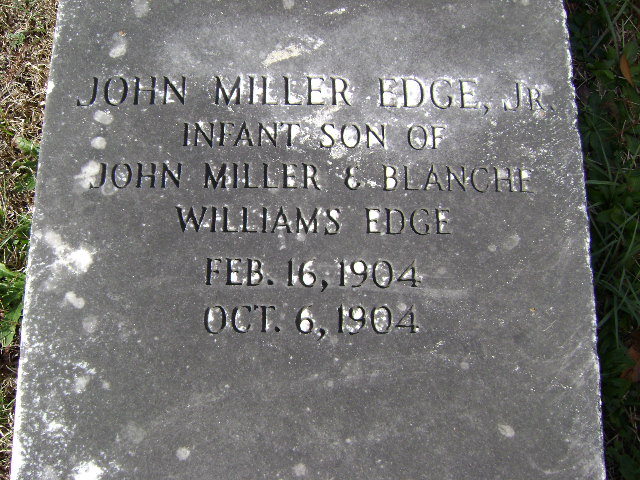 JOHN MILLER EDGE, JR.
INFANT SON OF
JOHN MILLER & BLANCHE
WILLIAMS EDGE
FEB. 16, 1904
OCT. 6, 1904